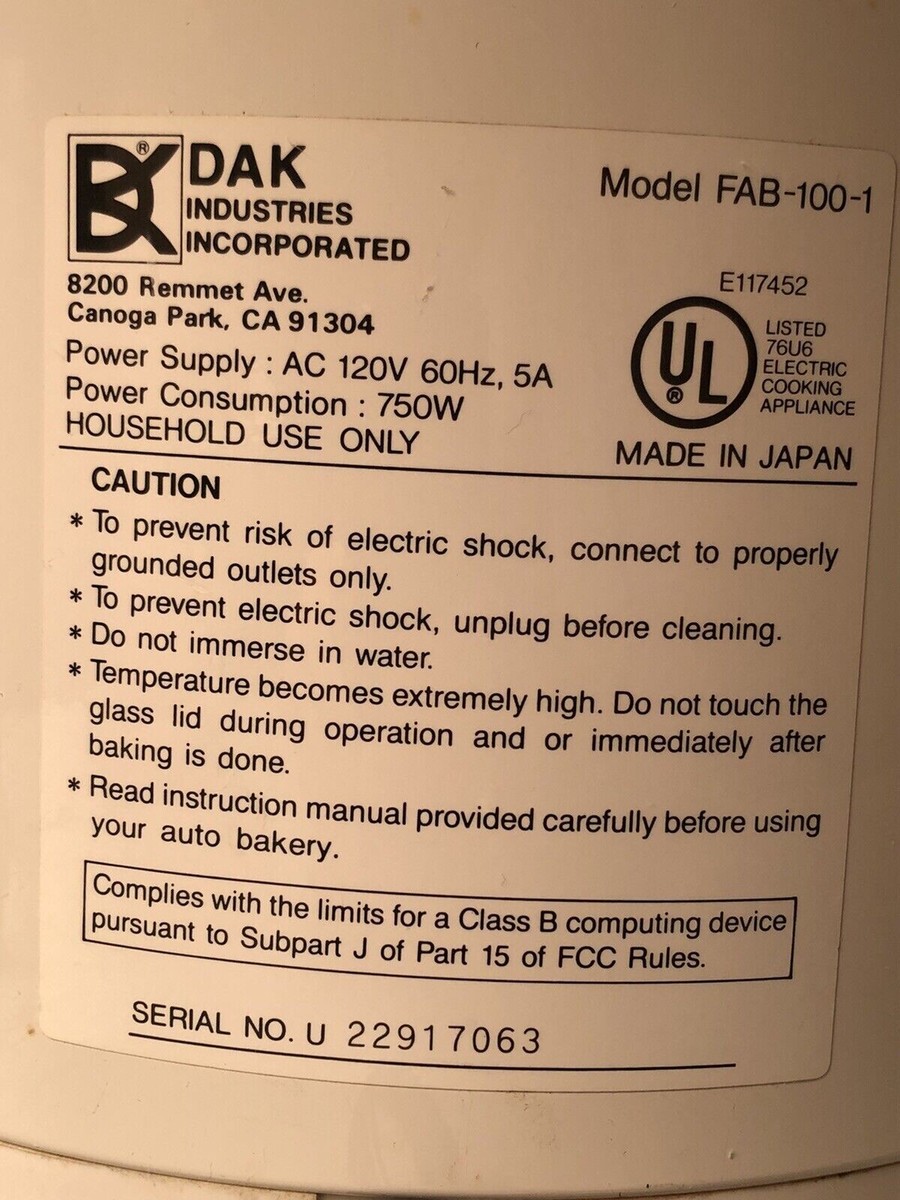 DK®
DAK
INDUSTRIES
INCORPORATED
8200 Remmet Ave.
Canoga Park, CA 91304
Model FAB-100-1
E117452
UL®
LISTED
76U6
ELECTRIC
COOKING
APPLIANCE
Power Supply : AC 120V 60Hz, 5A
Power Consumption : 750W
HOUSEHOLD USE ONLY
MADE IN JAPAN
CAUTION
* To prevent risk of electric shock, connect to properly
grounded outlets only.
* To prevent electric shock, unplug before cleaning.
* Do not immerse in water.
* Temperature becomes extremely high. Do not touch the
glass lid during operation and or immediately after
baking is done.
* Read instruction manual provided carefully before using
your auto bakery.
Complies with the limits for a Class B computing device
pursuant to Subpart J of Part 15 of FCC Rules.
SERIAL NO. U 22917063